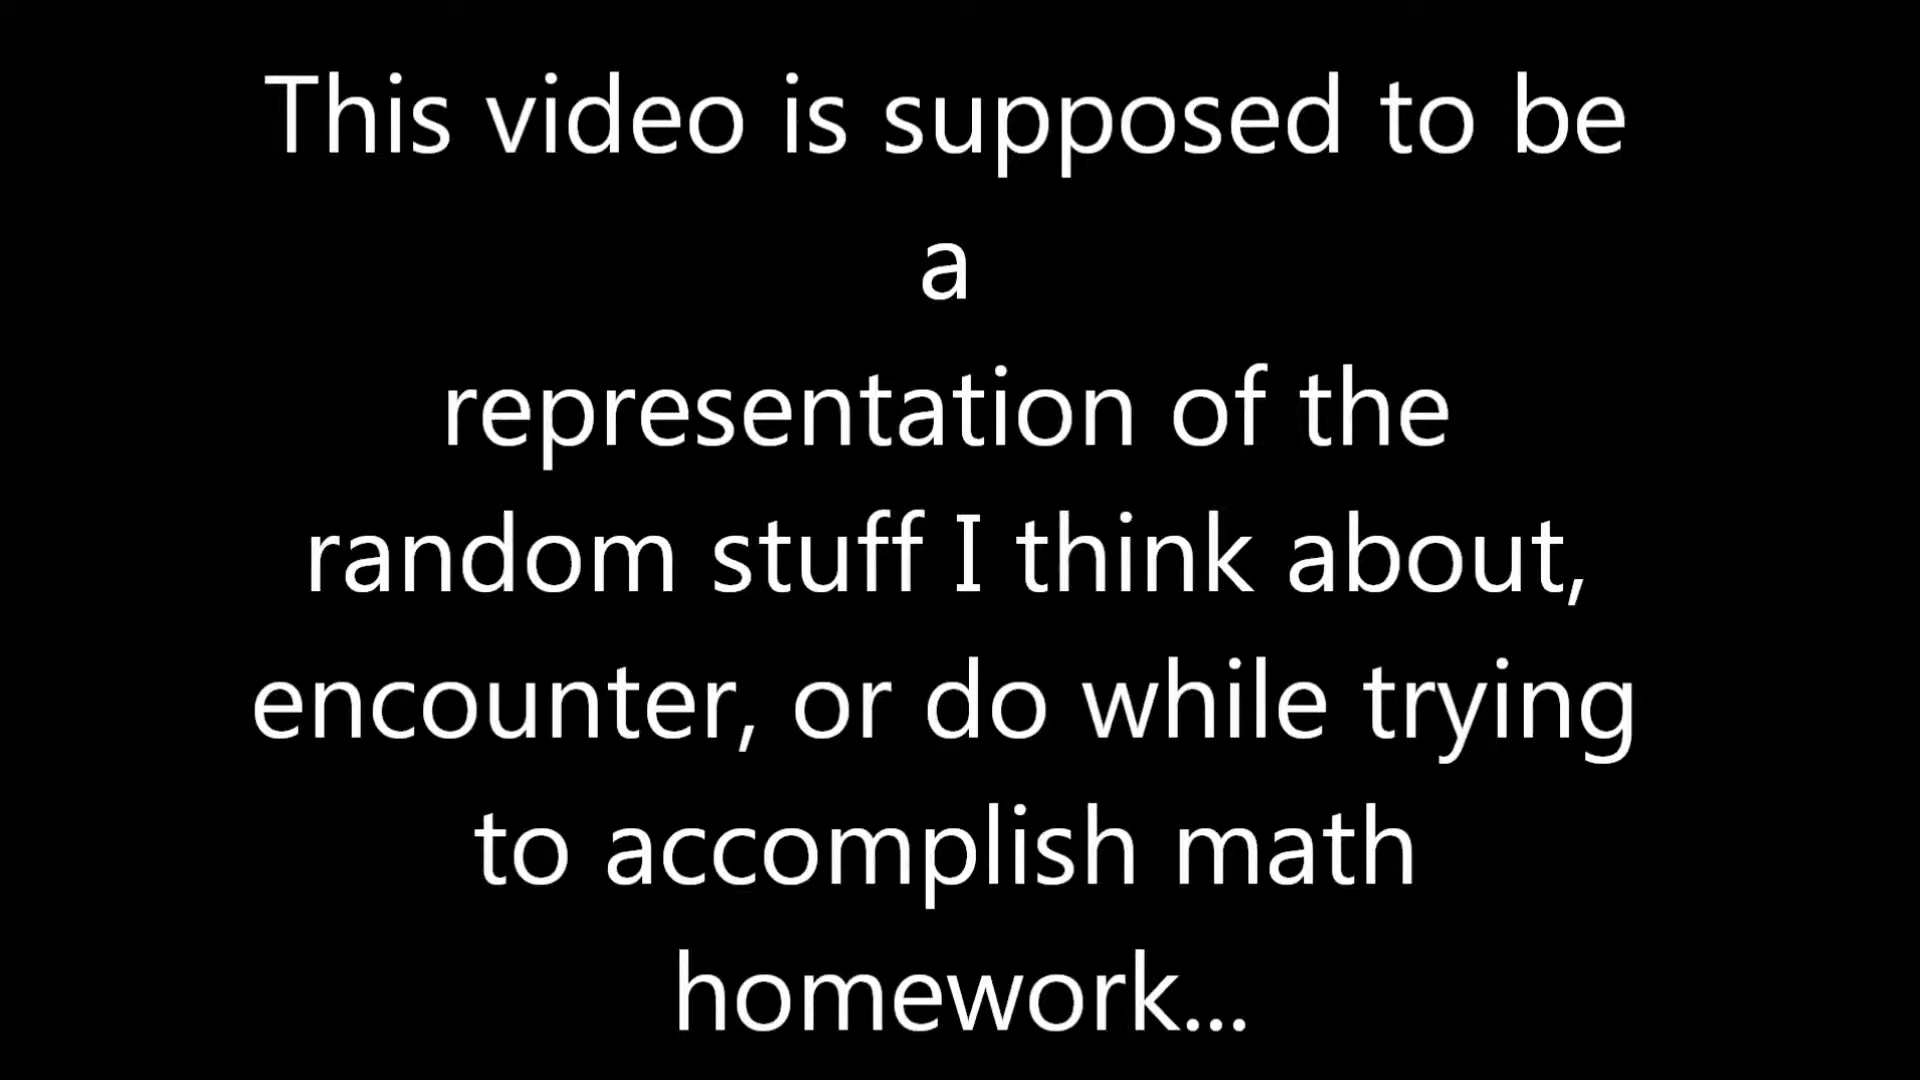 This video is supposed to be
a
representation of the
random stuff I think about,
encounter, or do while trying
to accomplish math
homework...